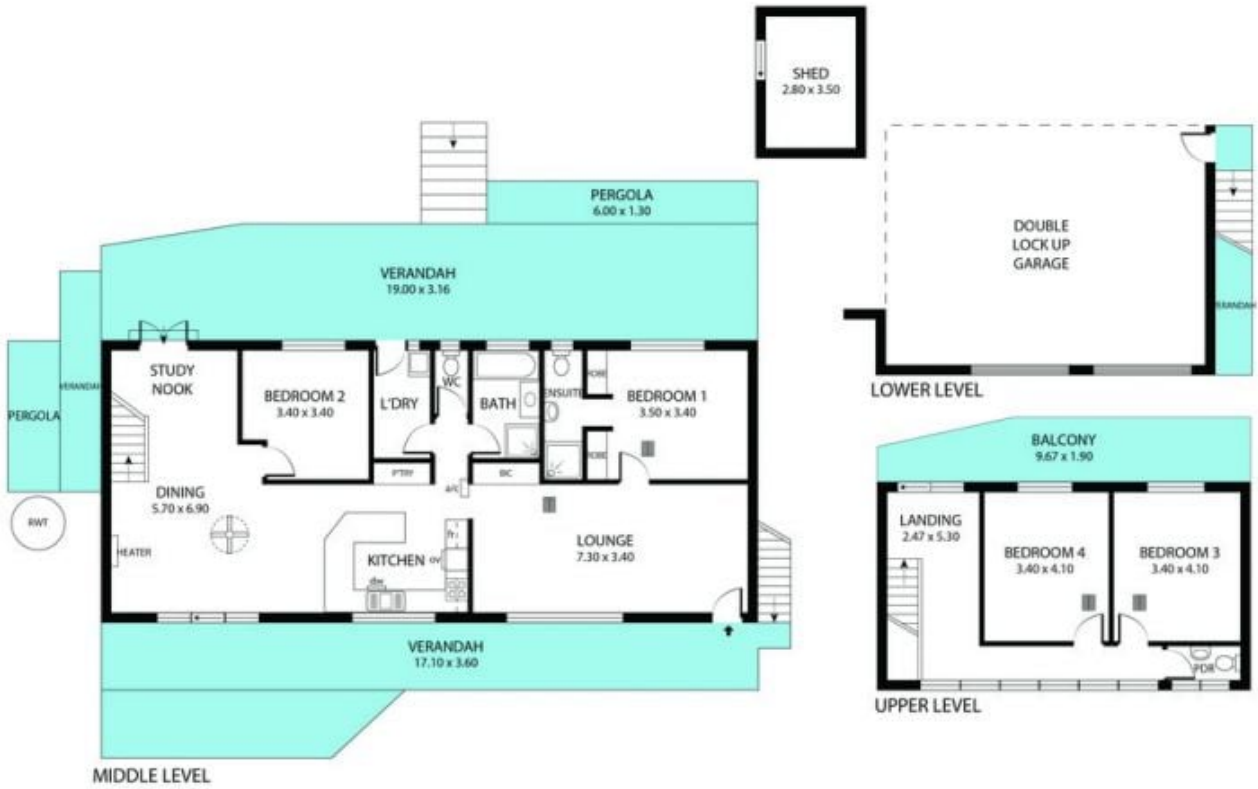 SHED
2.80 x 3.50
PERGOLA
6.00 x 1.30
VERANDAH
19.00 x 3.16
STUDY
NOOK
BEDROOM 2
3.40 x 3.40
L'DRY
WC
BATH
ENSUITE
ROBE
ROBE
BEDROOM 1
3.50 x 3.40
PERGOLA
VERANDAH
RWT
P'TRY
BIC
a/c
DINING
5.70 x 6.90
HEATER
KITCHEN
fr
ov
dw
LOUNGE
7.30 x 3.40
VERANDAH
17.10 x 3.60
MIDDLE LEVEL
DOUBLE
LOCK UP
GARAGE
VERANDAH
LOWER LEVEL
BALCONY
9.67 x 1.90
LANDING
2.47 x 5.30
BEDROOM 4
3.40 x 4.10
BEDROOM 3
3.40 x 4.10
PDR
UPPER LEVEL